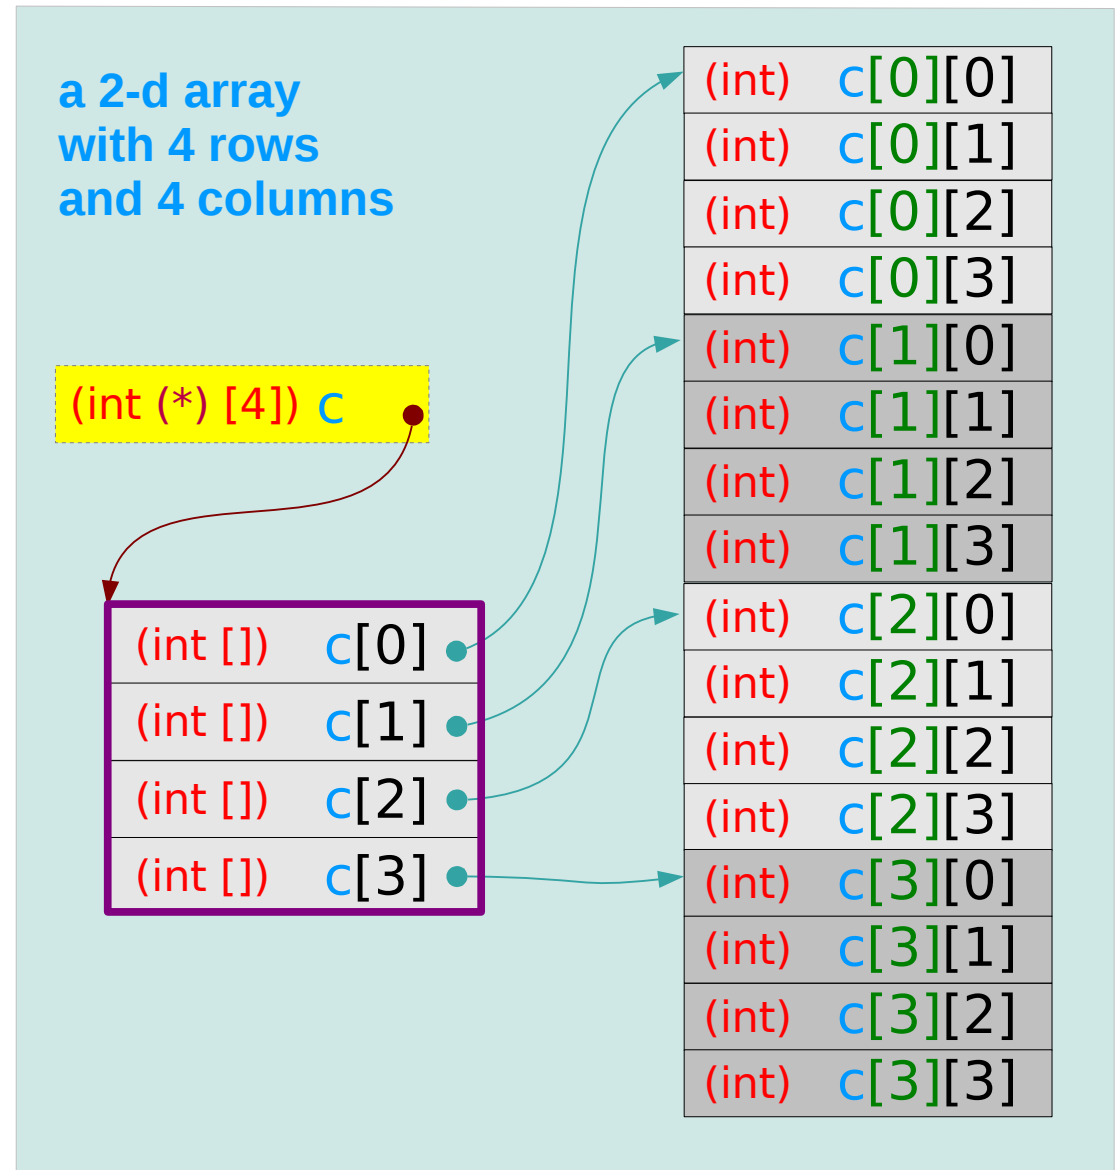 a 2-d array
with 4 rows
and 4 columns
(int (*) [4]) c
(int []) c[0]
(int []) c[1]
(int []) c[2]
(int []) c[3]
(int) c[0][0]
(int) c[0][1]
(int) c[0][2]
(int) c[0][3]
(int) c[1][0]
(int) c[1][1]
(int) c[1][2]
(int) c[1][3]
(int) c[2][0]
(int) c[2][1]
(int) c[2][2]
(int) c[2][3]
(int) c[3][0]
(int) c[3][1]
(int) c[3][2]
(int) c[3][3]